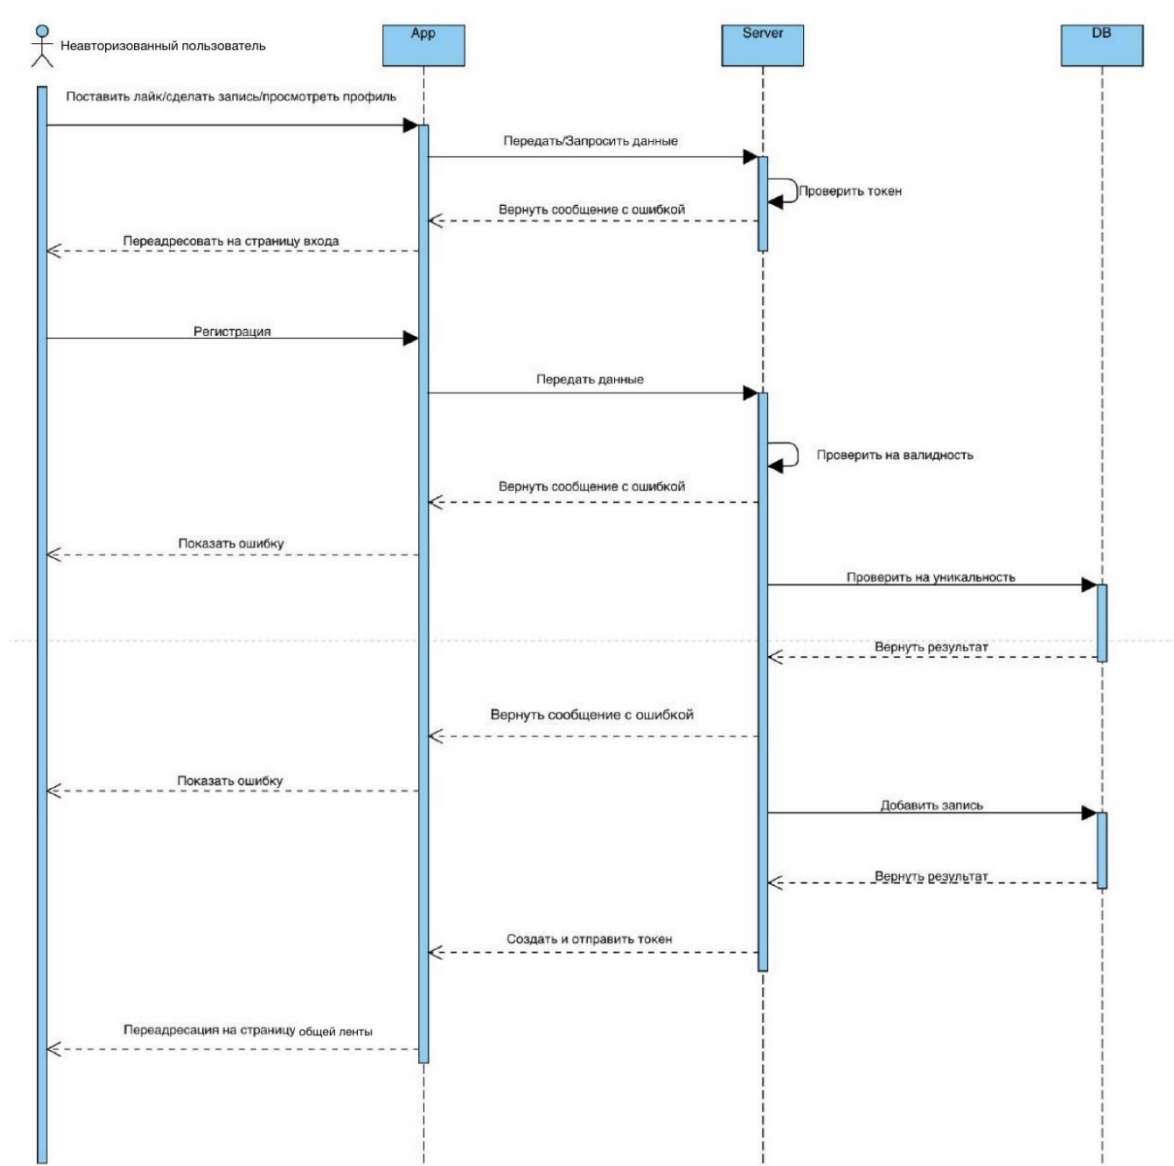 Неавторизованный пользователь
App
Server
DB
Поставить лайк/сделать запись/просмотреть профиль
Передать/Запросить данные
Проверить токен
Вернуть сообщение с ошибкой
Переадресовать на страницу входа
Регистрация
Передать данные
Проверить на валидность
Вернуть сообщение с ошибкой
Показать ошибку
Проверить на уникальность
Вернуть результат
Вернуть сообщение с ошибкой
Показать ошибку
Добавить запись
Вернуть результат
Создать и отправить токен
Переадресация на страницу общей ленты